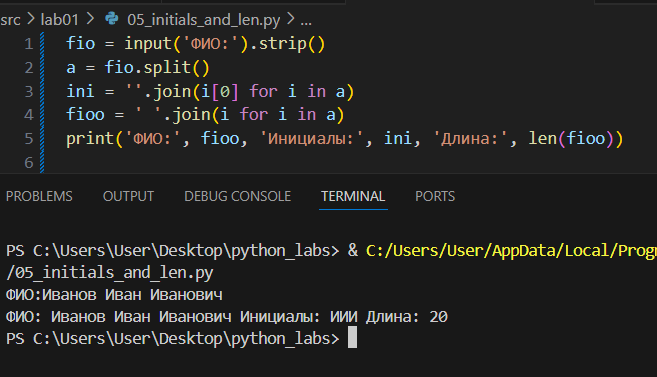 src > lab01 > 05_initials_and_len.py > ...
1 fio = input('ФИО:').strip()
2 a = fio.split()
3 ini = ''.join(i[0] for i in a)
4 fioo = ' '.join(i for i in a)
5 print('ФИО:', fioo, 'Инициалы:', ini, 'Длина:', len(fioo))
6
PROBLEMS OUTPUT DEBUG CONSOLE TERMINAL PORTS
PS C:\Users\User\Desktop\python_labs> & C:/Users/User/AppData/Local/Progr
/05_initials_and_len.py
ФИО:Иванов Иван Иванович
ФИО: Иванов Иван Иванович Инициалы: ИИИ Длина: 20
PS C:\Users\User\Desktop\python_labs>